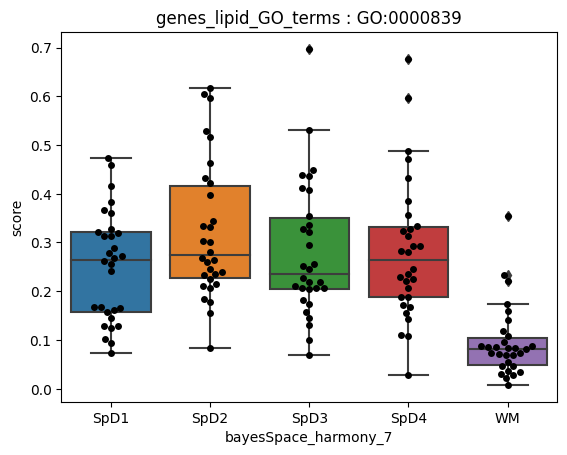 genes_lipid_GO_terms : GO:0000839
0.7
0.6
0.5
0.4
0.3
0.2
0.1
0.0
score
SpD1 SpD2 SpD3 SpD4 WM
bayesSpace_harmony_7